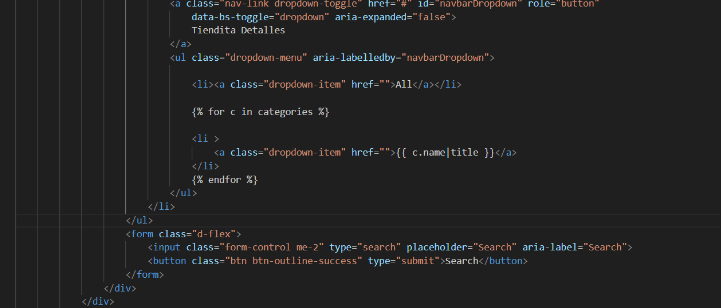 <a class="nav-link dropdown-toggle" href="#" id="navbarDropdown" role="button"
data-bs-toggle="dropdown" aria-expanded="false">
Tiendita Detalles
</a>
<ul class="dropdown-menu" aria-labelledby="navbarDropdown">
<li><a class="dropdown-item" href="">All</a></li>
{% for c in categories %}
<li >
<a class="dropdown-item" href="">{{ c.name|title }}</a>
</li>
{% endfor %}
</ul>
</li>
</ul>
<form class="d-flex">
<input class="form-control me-2" type="search" placeholder="Search" aria-label="Search">
<button class="btn btn-outline-success" type="submit">Search</button>
</form>
</div>
</div>